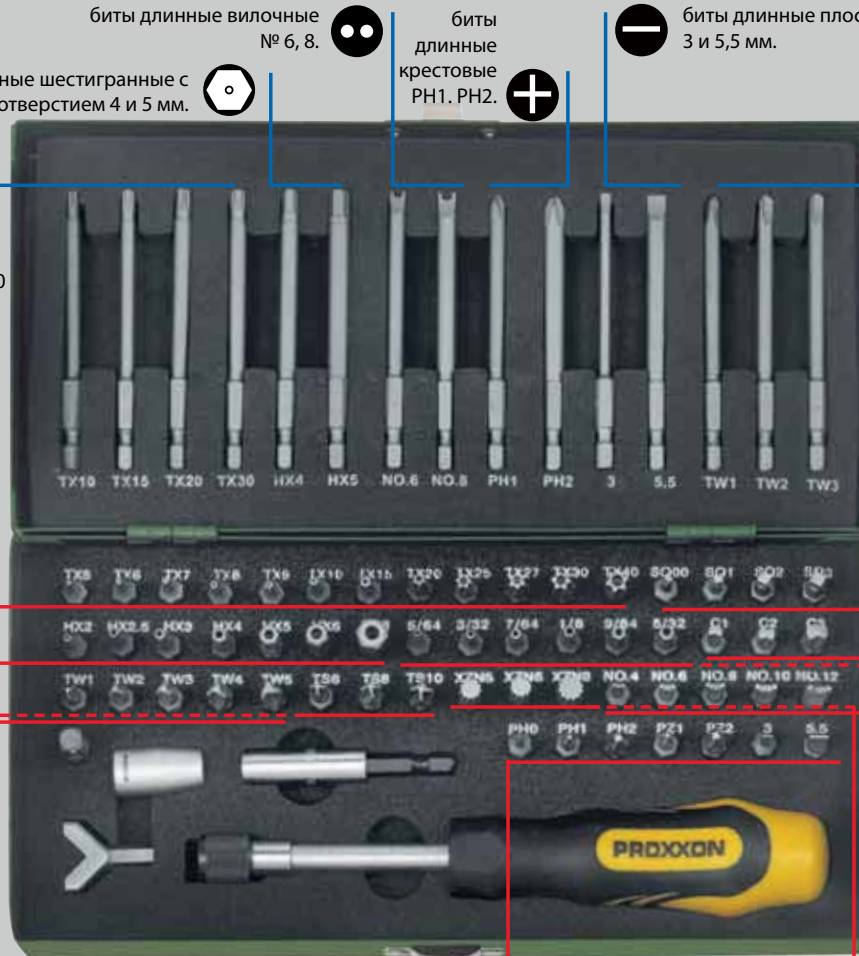 биты длинные вилочные
№ 6, 8.
биты
длинные
крестовые
PH1. PH2.
биты длинные плос
3 и 5,5 мм.
ные шестигранные с
отверстием 4 и 5 мм.
0
TX10 TX15 TX20 TX30 HX4 HX5 NO.6 NO.8 PH1 PH2 3 5,5 TW1 TW2 TW3
TX5 TX6 TX7 TX8 TX9 TX10 TX15 TX20 TX25 TX27 TX30 TX40 SQ00 SQ1 SQ2 SQ3
HX2 HX2.5 HX3 HX4 HX5 HX6 5/64 3/32 7/64 1/8 9/64 5/32 C1 C2 C3
TW1 TW2 TW3 TW4 TW5 TS6 TS8 TS10 XZN5 XZN6 XZN8 NO.4 NO.6 NO.8 NO.10 NO.12
PH0 PH1 PH2 PZ1 PZ2 3 5.5
PROXXON